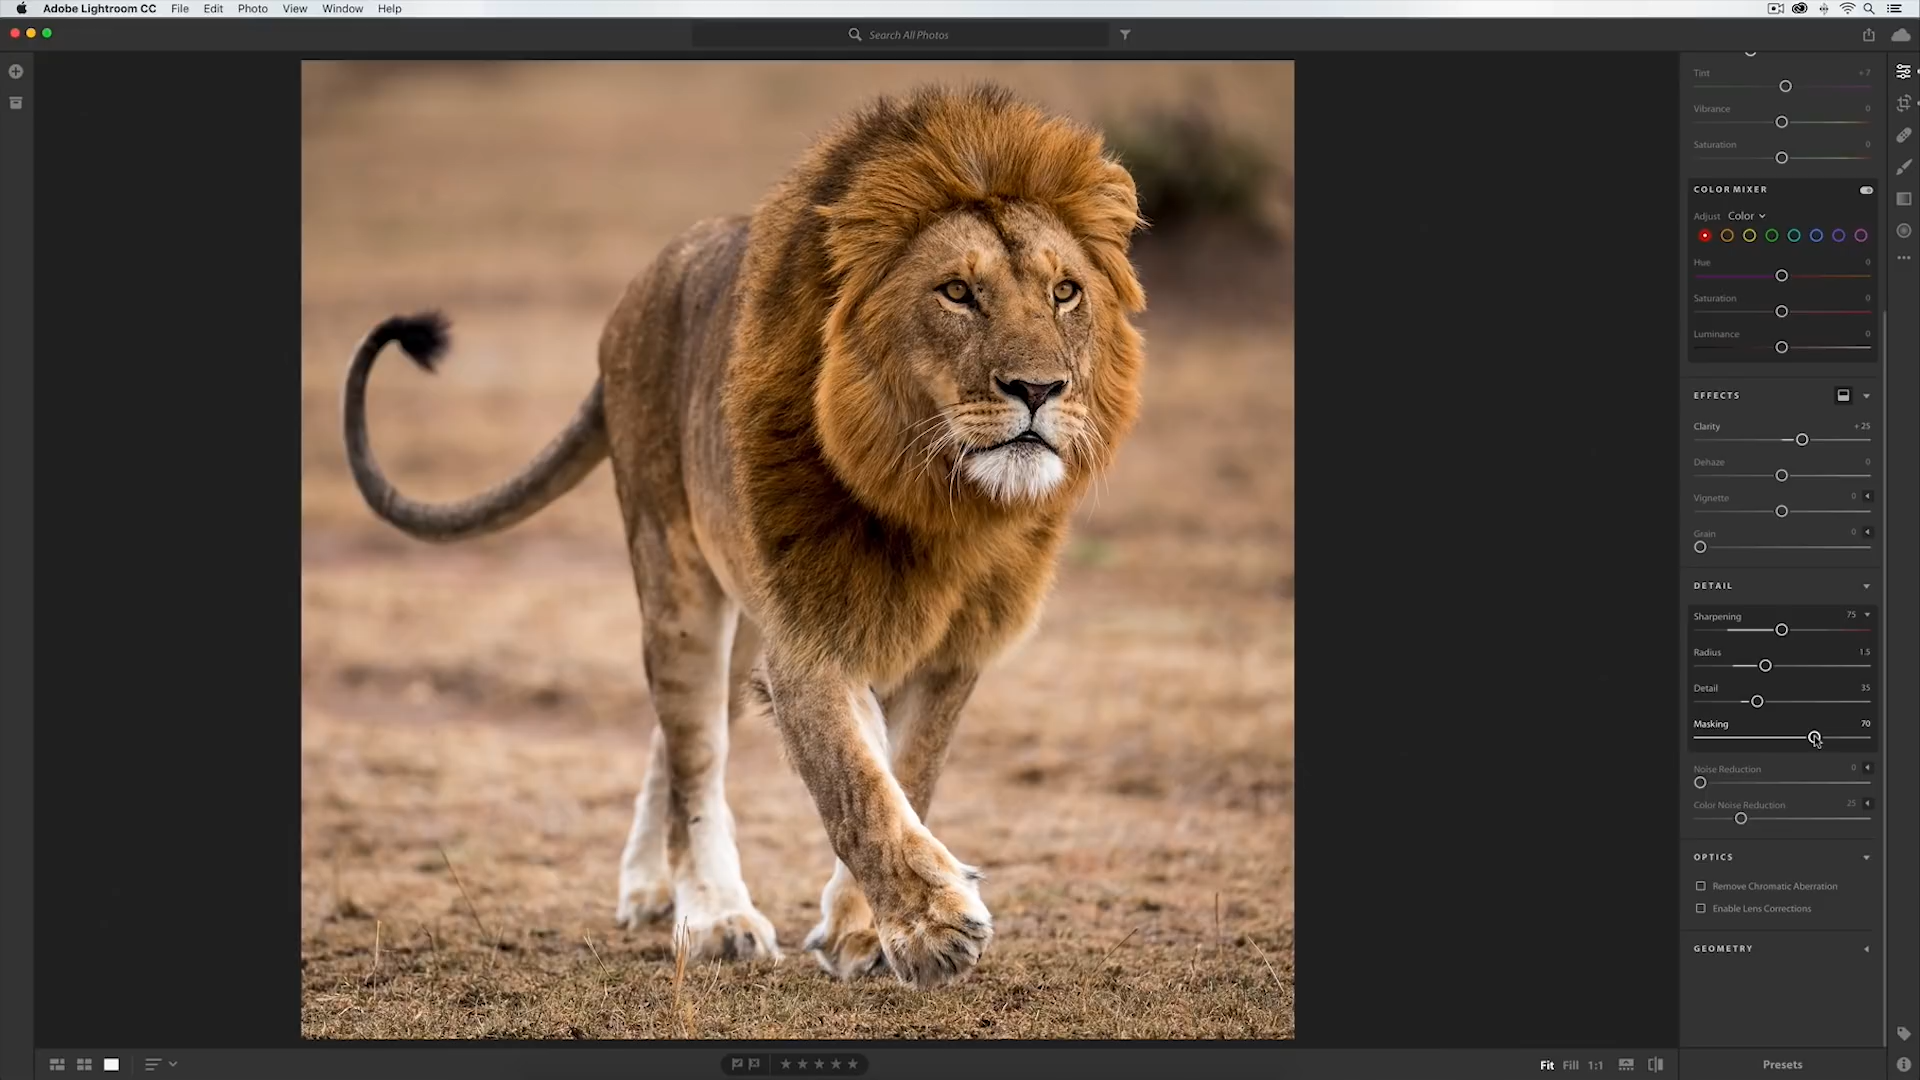 Adobe Lightroom CC File Edit Photo View Window Help
Search All Photos
Tint +7
Vibrance 0
Saturation 0
COLOR MIXER
Adjust Color
Hue 0
Saturation 0
Luminance 0
EFFECTS
Clarity +25
Dehaze 0
Vignette 0
Grain 0
DETAIL
Sharpening 75
Radius 1.5
Detail 35
Masking 70
Noise Reduction 0
Color Noise Reduction 25
OPTICS
Remove Chromatic Aberration
Enable Lens Corrections
GEOMETRY
Fit Fill 1:1
Presets